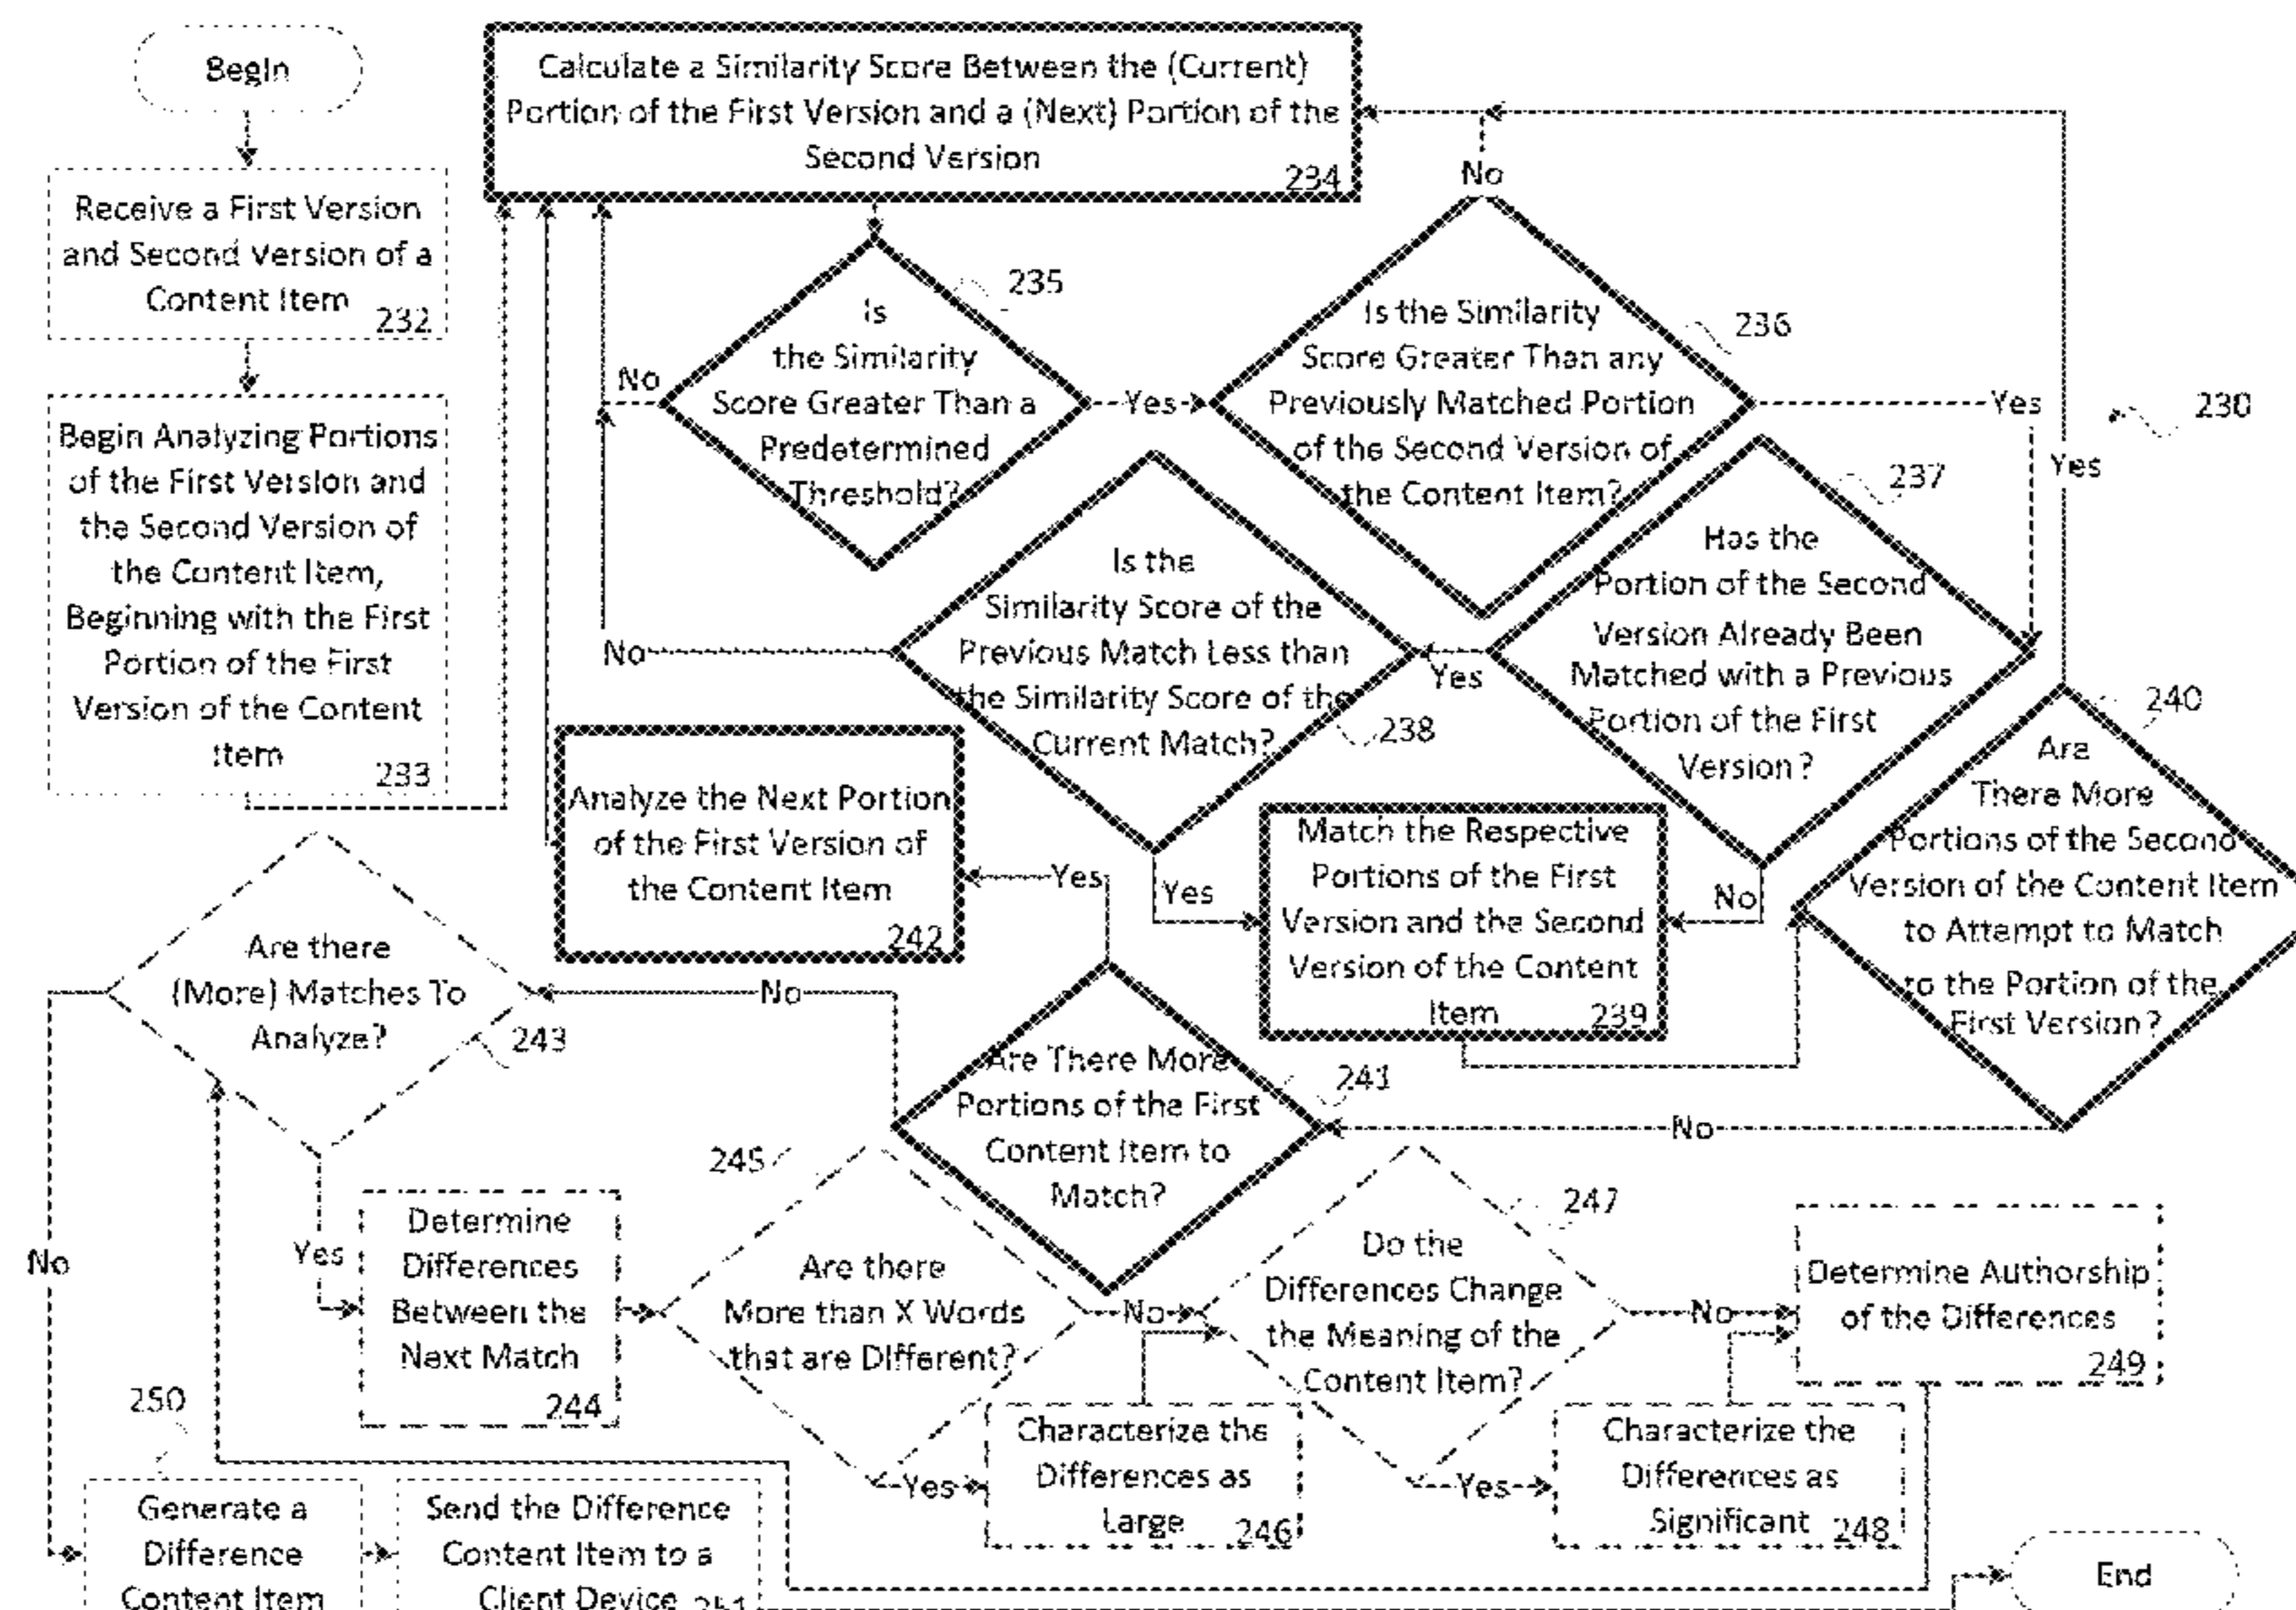 Begin
Receive a First Version
and Second Version of a
Content Item
232
Begin Analyzing Portions
of the First Version and
the Second Version of
the Content Item,
Beginning with the First
Portion of the First
Version of the Content
Item
233
Calculate a Similarity Score Between the (Current)
Portion of the First Version and a (Next) Portion of the
Second Version
234
Is
the Similarity
Score Greater Than a
Predetermined
Threshold?
235
No
Yes
Is the Similarity
Score Greater Than any
Previously Matched Portion
of the Second Version of
the Content Item?
236
No
Yes
230
Has the
Portion of the Second
Version Already Been
Matched with a Previous
Portion of the First
Version?
237
Yes
No
Is the
Similarity Score of the
Previous Match Less than
the Similarity Score of the
Current Match?
238
No
Yes
Match the Respective
Portions of the First
Version and the Second
Version of the Content
Item
239
Are
There More
Portions of the Second
Version of the Content Item
to Attempt to Match
to the Portion of the
First Version?
240
Yes
No
Are There More
Portions of the First
Content Item to
Match?
241
Yes
No
Analyze the Next Portion
of the First Version of
the Content Item
242
Are there
(More) Matches To
Analyze?
243
No
Yes
Determine
Differences
Between the
Next Match
244
Are there
More than X Words
that are Different?
245
No
Yes
Characterize the
Differences as
Large
246
Do the
Differences Change
the Meaning of the
Content Item?
247
No
Yes
Characterize the
Differences as
Significant
248
Determine Authorship
of the Differences
249
250
Generate a
Difference
Content Item
Send the Difference
Content Item to a
Client Device
251
End